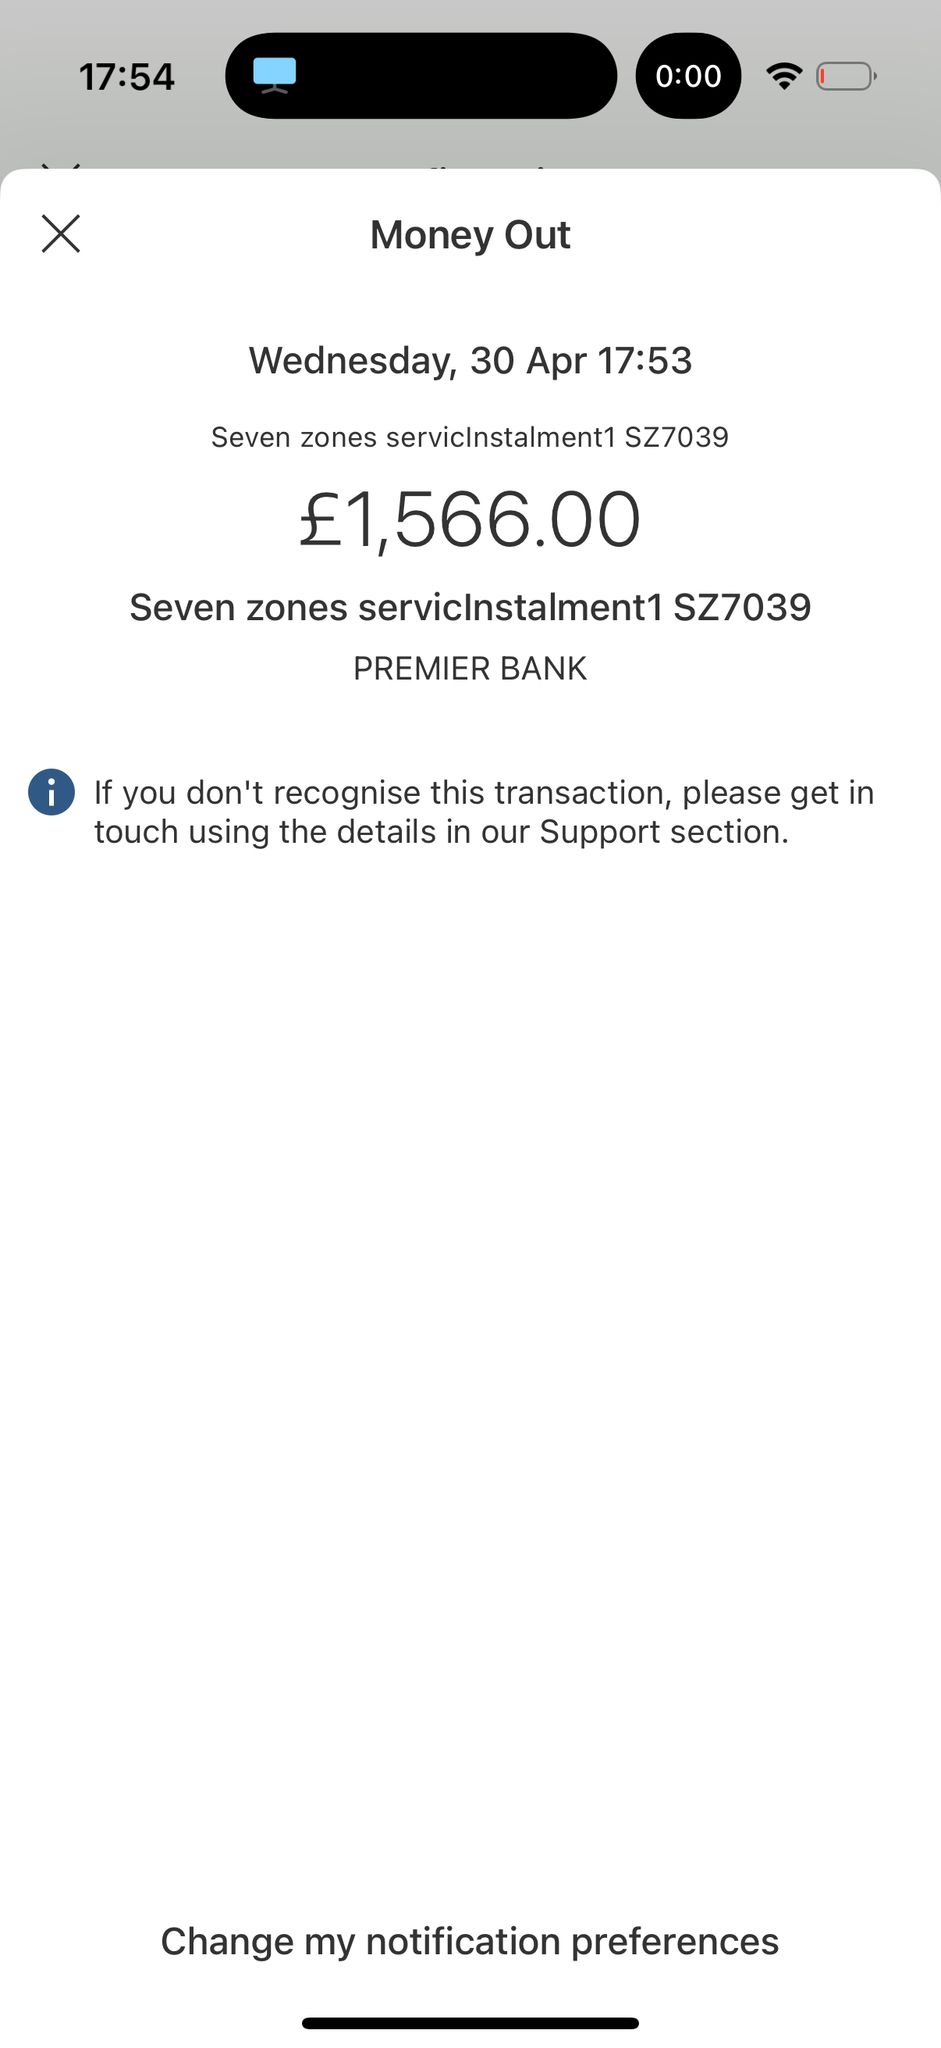 17:54
0:00
Money Out
Wednesday, 30 Apr 17:53
Seven zones servicInstalment1 SZ7039
£1,566.00
Seven zones servicInstalment1 SZ7039
PREMIER BANK
If you don't recognise this transaction, please get in
touch using the details in our Support section.
Change my notification preferences